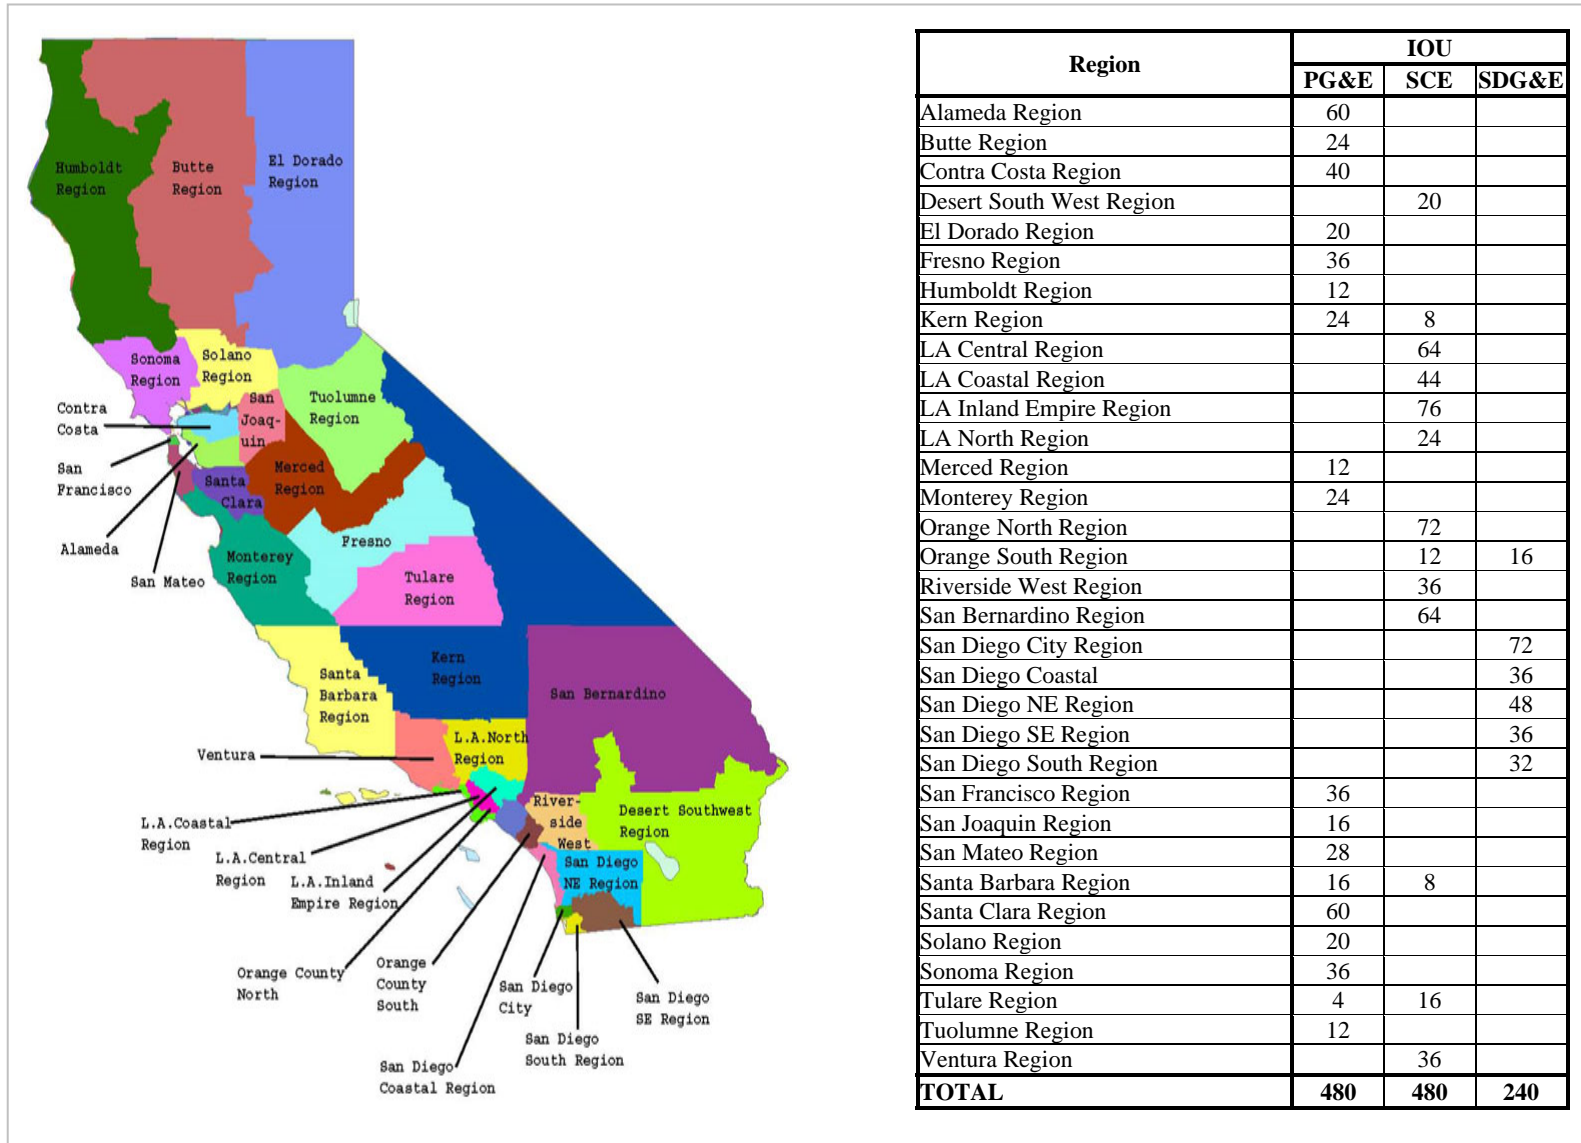 Humboldt
Region
Butte
Region
El Dorado
Region
Sonoma
Region
Solano
Region
San
Joaq-
uin
Tuolumne
Region
Contra
Costa
San
Francisco
Merced
Region
Santa
Clara
Alameda
San Mateo
Monterey
Region
Fresno
Tulare
Region
Kern
Region
Santa
Barbara
Region
San Bernardino
Ventura
L.A.North
Region
River-
side
West
Desert Southwest
Region
L.A.Coastal
Region
L.A.Central
Region
L.A.Inland
Empire Region
San Diego
NE Region
Orange County
North
Orange
County
South
San Diego
City
San Diego
SE Region
San Diego
South Region
San Diego
Coastal Region
Region IOU
PG&E SCE SDG&E
Alameda Region 60
Butte Region 24
Contra Costa Region 40
Desert South West Region 20
El Dorado Region 20
Fresno Region 36
Humboldt Region 12
Kern Region 24 8
LA Central Region 64
LA Coastal Region 44
LA Inland Empire Region 76
LA North Region 24
Merced Region 12
Monterey Region 24
Orange North Region 72
Orange South Region 12 16
Riverside West Region 36
San Bernardino Region 64
San Diego City Region 72
San Diego Coastal 36
San Diego NE Region 48
San Diego SE Region 36
San Diego South Region 32
San Francisco Region 36
San Joaquin Region 16
San Mateo Region 28
Santa Barbara Region 16 8
Santa Clara Region 60
Solano Region 20
Sonoma Region 36
Tulare Region 4 16
Tuolumne Region 12
Ventura Region 36
TOTAL 480 480 240